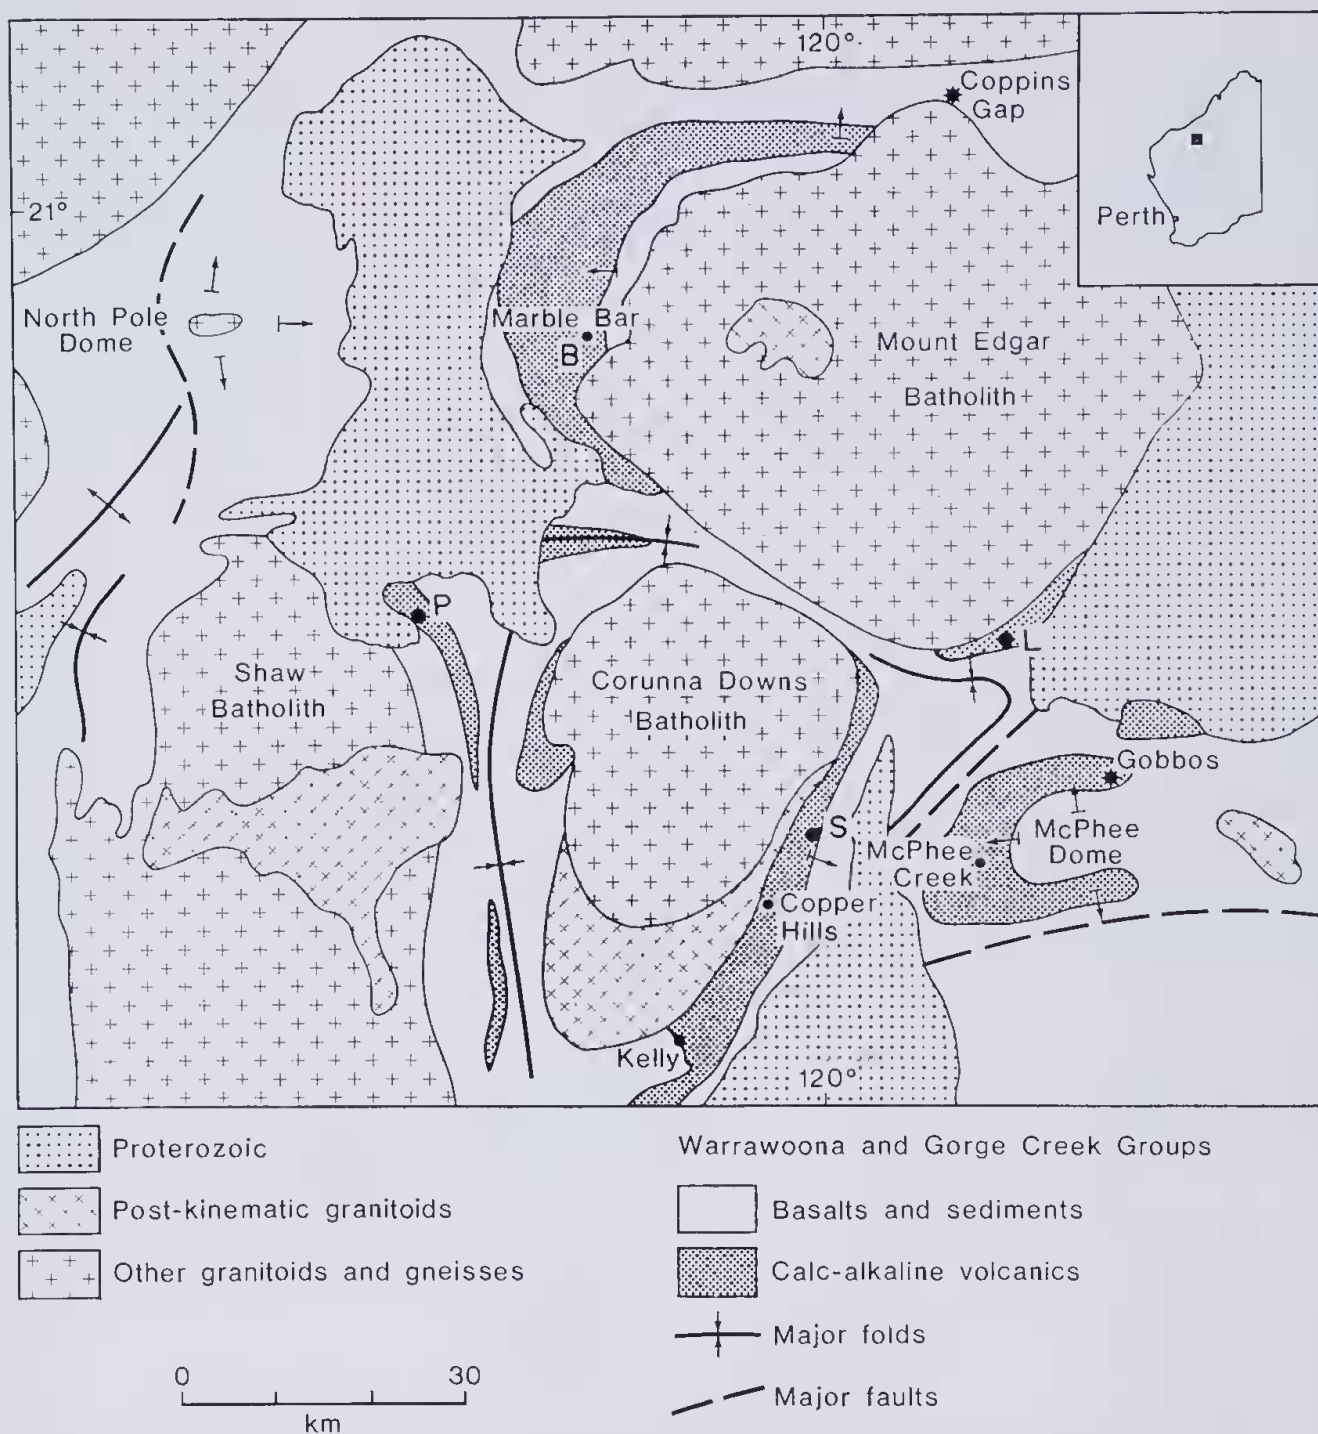 120°
Coppins
Gap
21°
Perth
North Pole
Dome
Marble Bar
B
Mount Edgar
Batholith
P
L
Shaw
Batholith
Corunna Downs
Batholith
Gobbos
S
McPhee
Creek
McPhee
Dome
Copper
Hills
Kelly
120°
Proterozoic
Post-kinematic granitoids
Other granitoids and gneisses
Warrawoona and Gorge Creek Groups
Basalts and sediments
Calc-alkaline volcanics
Major folds
Major faults
0 30
km